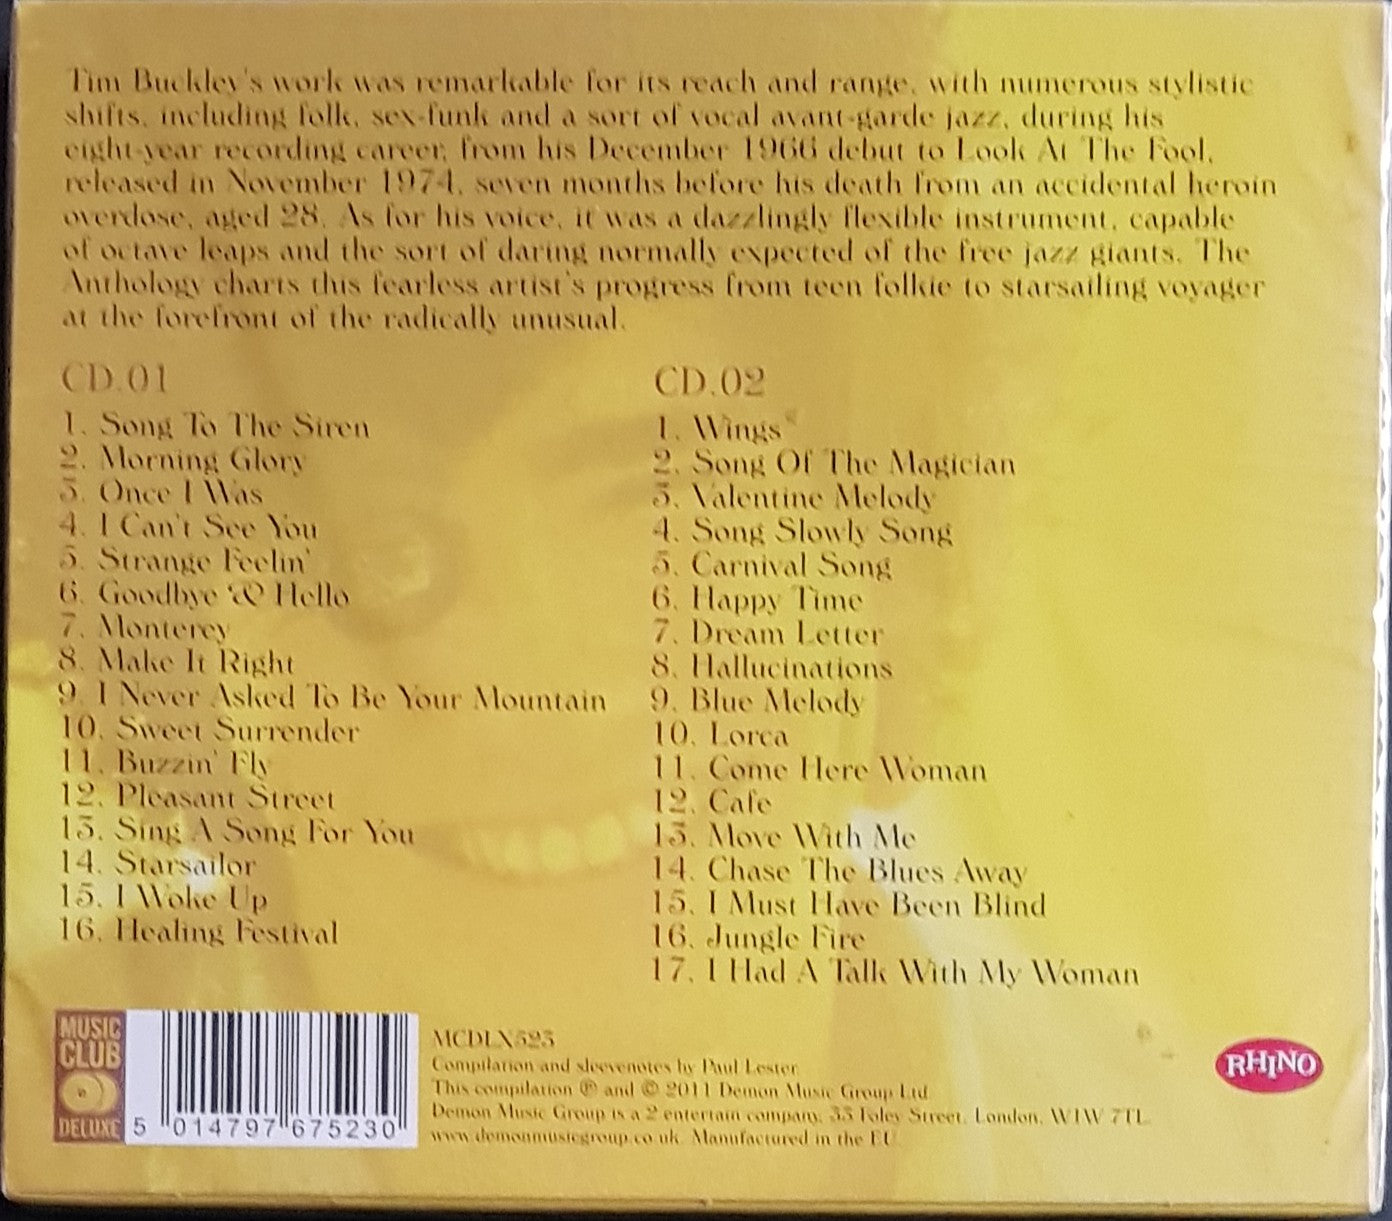 Tim Buckley's work was remarkable for its reach and range, with numerous stylistic
shifts, including folk, sex-funk and a sort of vocal avant-garde jazz, during his
eight-year recording career, from his December 1966 debut to Look At The Fool,
released in November 1974, seven months before his death from an accidental heroin
overdose, aged 28. As for his voice, it was a dazzlingly flexible instrument, capable
of octave leaps and the sort of daring normally expected of the free jazz giants. The
Anthology charts this fearless artist's progress from teen folkie to starsailing voyager
at the forefront of the radically unusual.
CD.01
1. Song To The Siren
2. Morning Glory
3. Once I Was
4. I Can't See You
5. Strange Feelin'
6. Goodbye & Hello
7. Monterey
8. Make It Right
9. I Never Asked To Be Your Mountain
10. Sweet Surrender
11. Buzzin' Fly
12. Pleasant Street
13. Sing A Song For You
14. Starsailor
15. I Woke Up
16. Healing Festival
CD.02
1. Wings
2. Song Of The Magician
3. Valentine Melody
4. Song Slowly Song
5. Carnival Song
6. Happy Time
7. Dream Letter
8. Hallucinations
9. Blue Melody
10. Lorca
11. Come Here Woman
12. Cafe
13. Move With Me
14. Chase The Blues Away
15. I Must Have Been Blind
16. Jungle Fire
17. I Had A Talk With My Woman
MUSIC
CLUB
DELUXE
5 014797 675230
MCDLX523
Compilation and sleevenotes by Paul Lester
This compilation ℗ and © 2011 Demon Music Group Ltd
Demon Music Group is a 2 entertain company, 33 Foley Street, London, W1W 7TL
www.demonmusicgroup.co.uk. Manufactured in the EU
RHINO